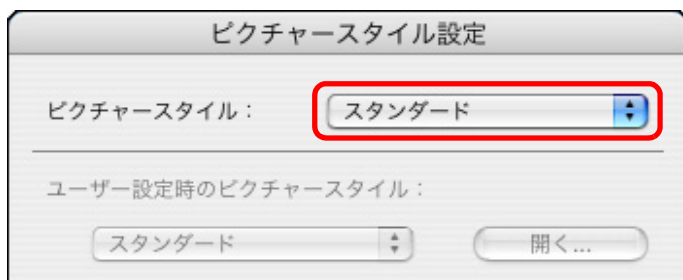 ピクチャースタイル設定
ピクチャースタイル： スタンダード
ユーザー設定時のピクチャースタイル：
スタンダード 開く...